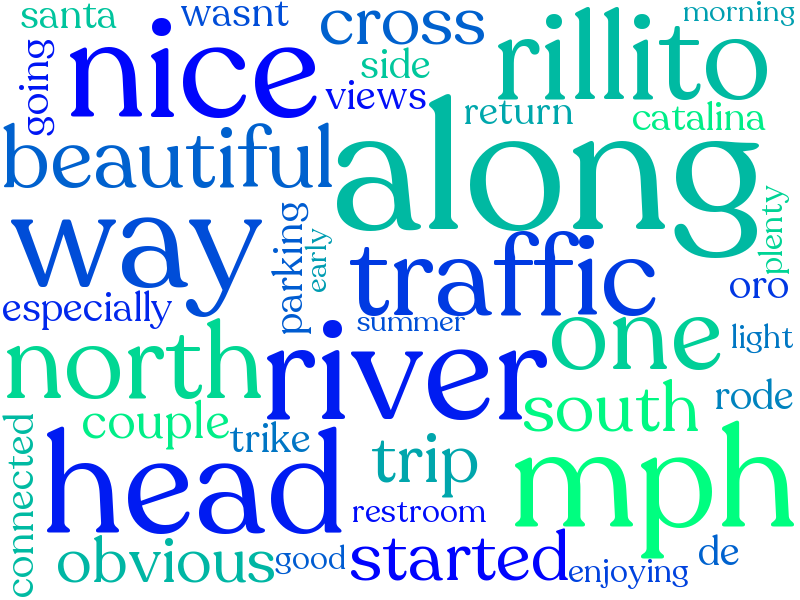 santa
wasnt
cross
morning
going
nice
side
rillito
views
return
catalina
beautiful
along
way
parking
early
traffic
plenty
oro
especially
summer
north
river
one
light
couple
south
rode
connected
trike
head
trip
mph
restroom
obvious
good
started
enjoying
de